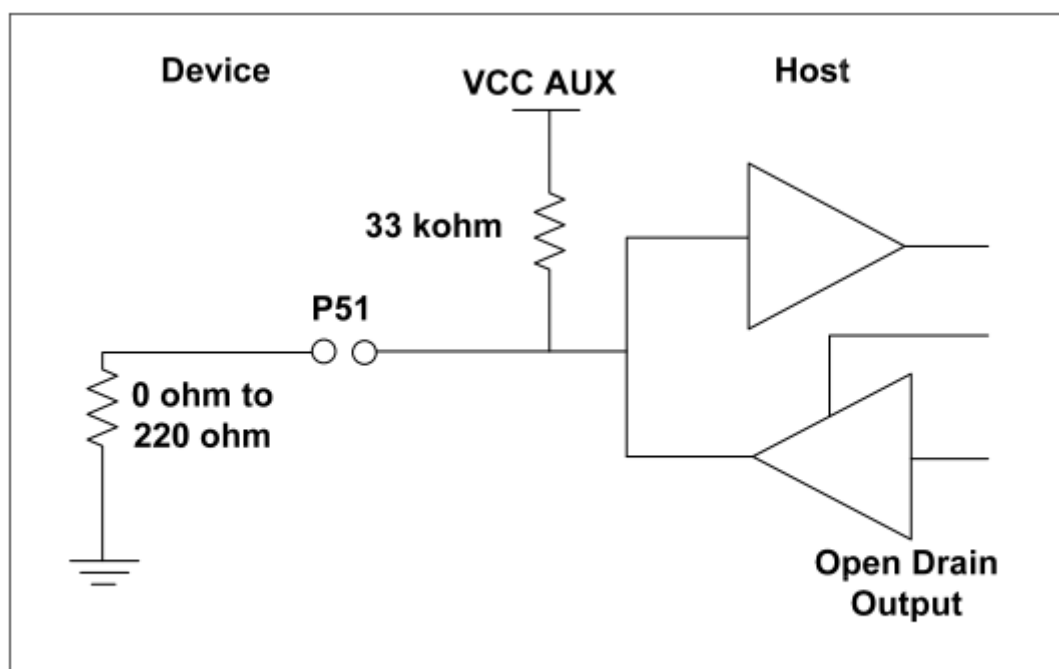 Device
Host
VCC AUX
33 kohm
P51
0 ohm to
220 ohm
Open Drain
Output